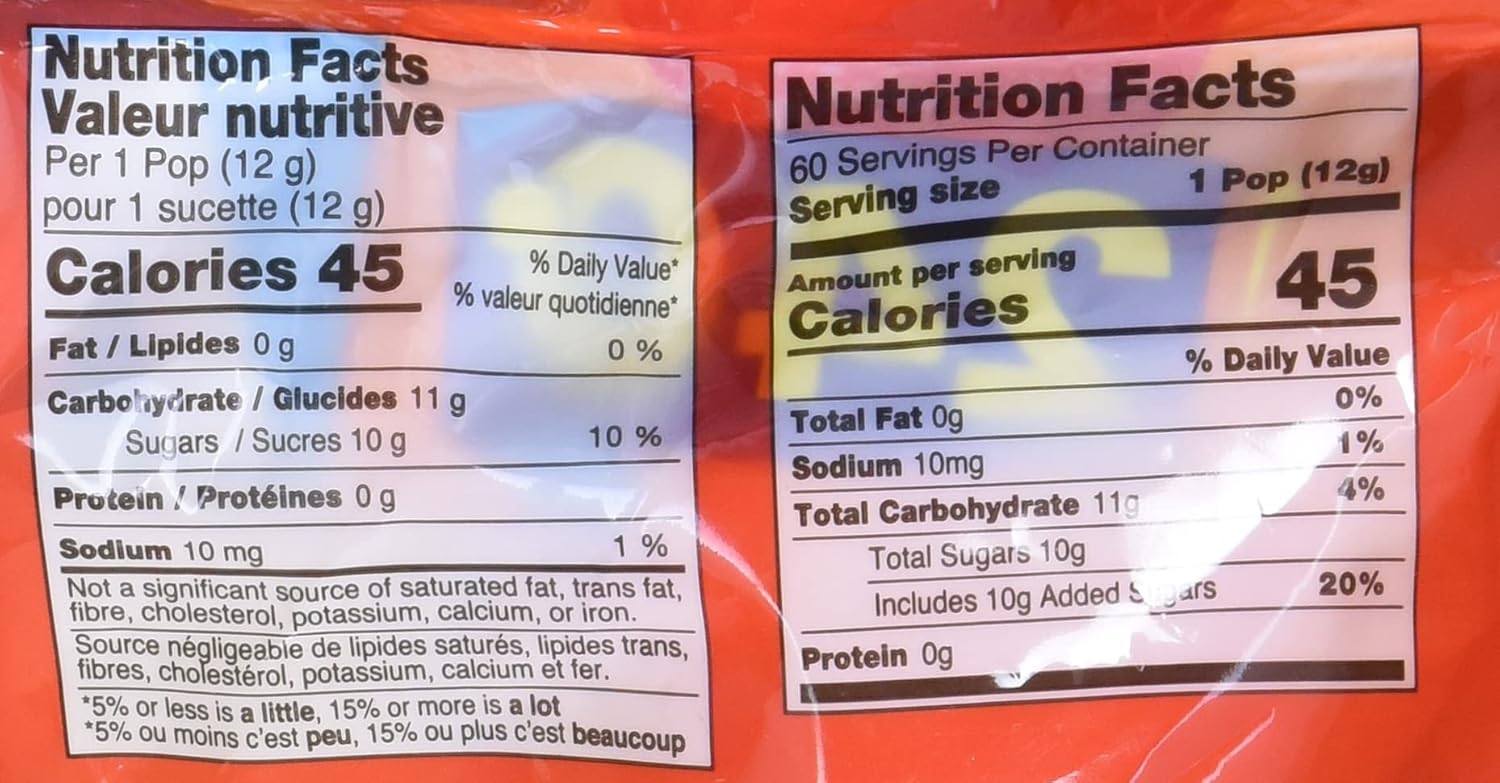 Nutrition Facts
Valeur nutritive
Per 1 Pop (12 g)
pour 1 sucette (12 g)
Calories 45
% Daily Value*
% valeur quotidienne*
Fat / Lipides 0 g 0 %
Carbohydrate / Glucides 11 g
Sugars / Sucres 10 g 10 %
Protein / Protéines 0 g
Sodium 10 mg 1 %
Not a significant source of saturated fat, trans fat,
fibre, cholesterol, potassium, calcium, or iron.
Source négligeable de lipides saturés, lipides trans,
fibres, cholestérol, potassium, calcium et fer.
*5% or less is a little, 15% or more is a lot
*5% ou moins c'est peu, 15% ou plus c'est beaucoup
Nutrition Facts
60 Servings Per Container
Serving size 1 Pop (12g)
Amount per serving
Calories 45
% Daily Value
Total Fat 0g 0%
Sodium 10mg 1%
Total Carbohydrate 11g 4%
Total Sugars 10g
Includes 10g Added Sugars 20%
Protein 0g